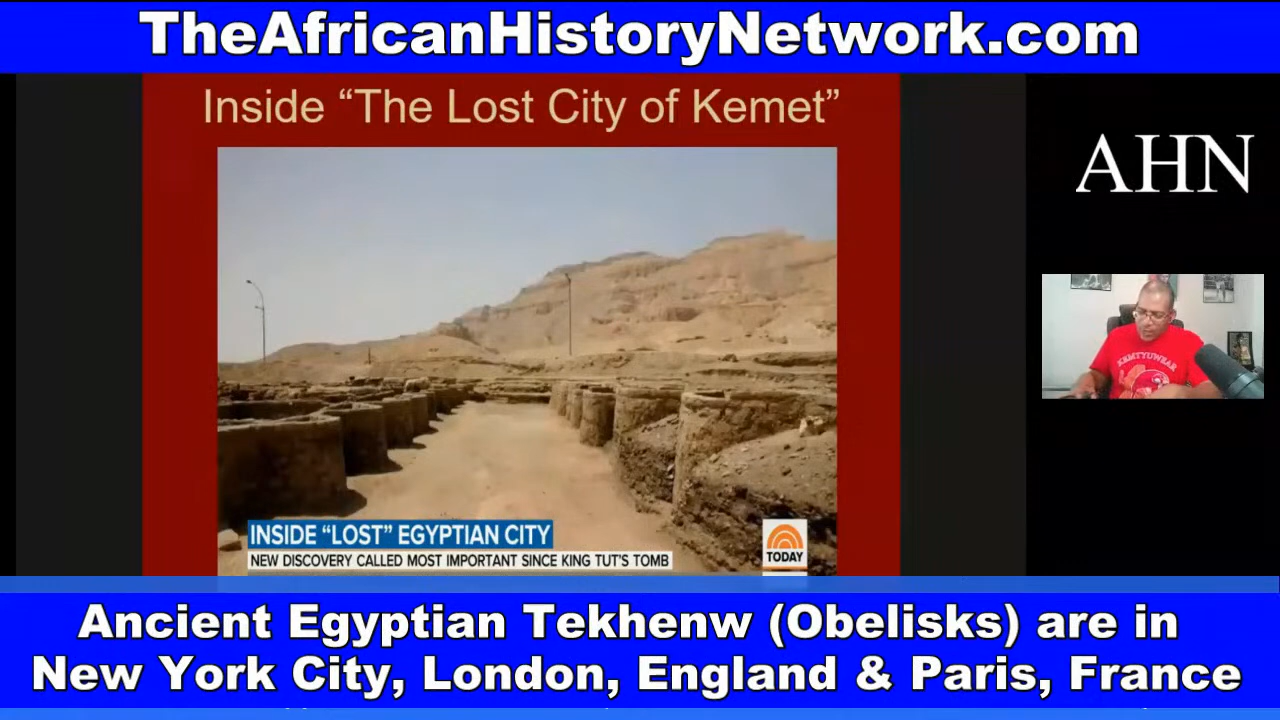 TheAfricanHistoryNetwork.com
Inside “The Lost City of Kemet”
AHN
KEMTYUWEAR
INSIDE “LOST” EGYPTIAN CITY
NEW DISCOVERY CALLED MOST IMPORTANT SINCE KING TUT'S TOMB
TODAY
Ancient Egyptian Tekhenw (Obelisks) are in
New York City, London, England & Paris, France